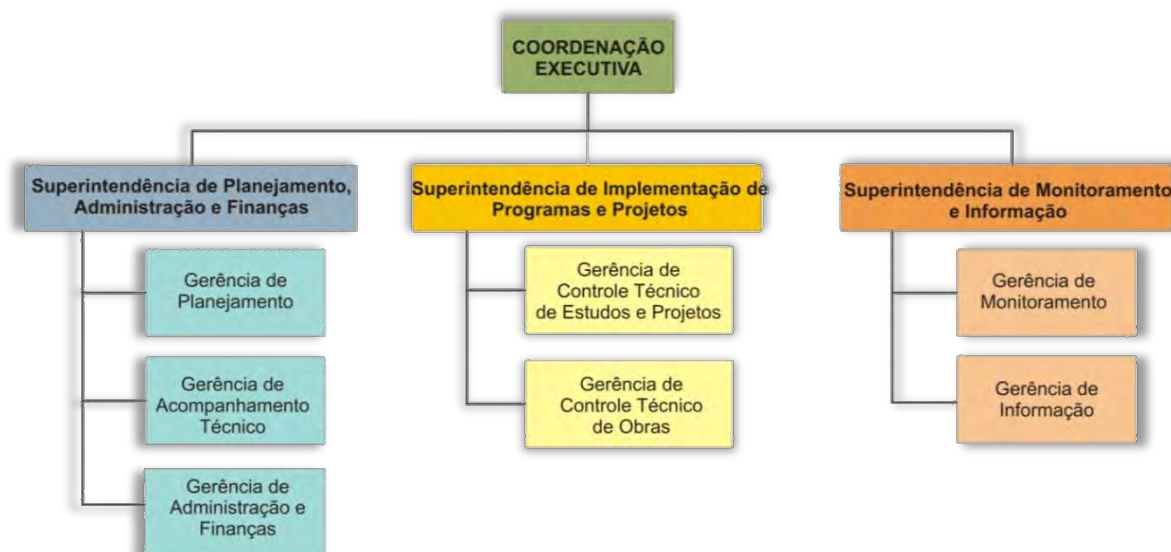 COORDENAÇÃO
EXECUTIVA
Superintendência de Planejamento,
Administração e Finanças
Superintendência de Implementação de
Programas e Projetos
Superintendência de Monitoramento
e Informação
Gerência de
Planejamento
Gerência de
Acompanhamento
Técnico
Gerência de
Administração e
Finanças
Gerência de
Controle Técnico
de Estudos e Projetos
Gerência de
Controle Técnico
de Obras
Gerência de
Monitoramento
Gerência de
Informação